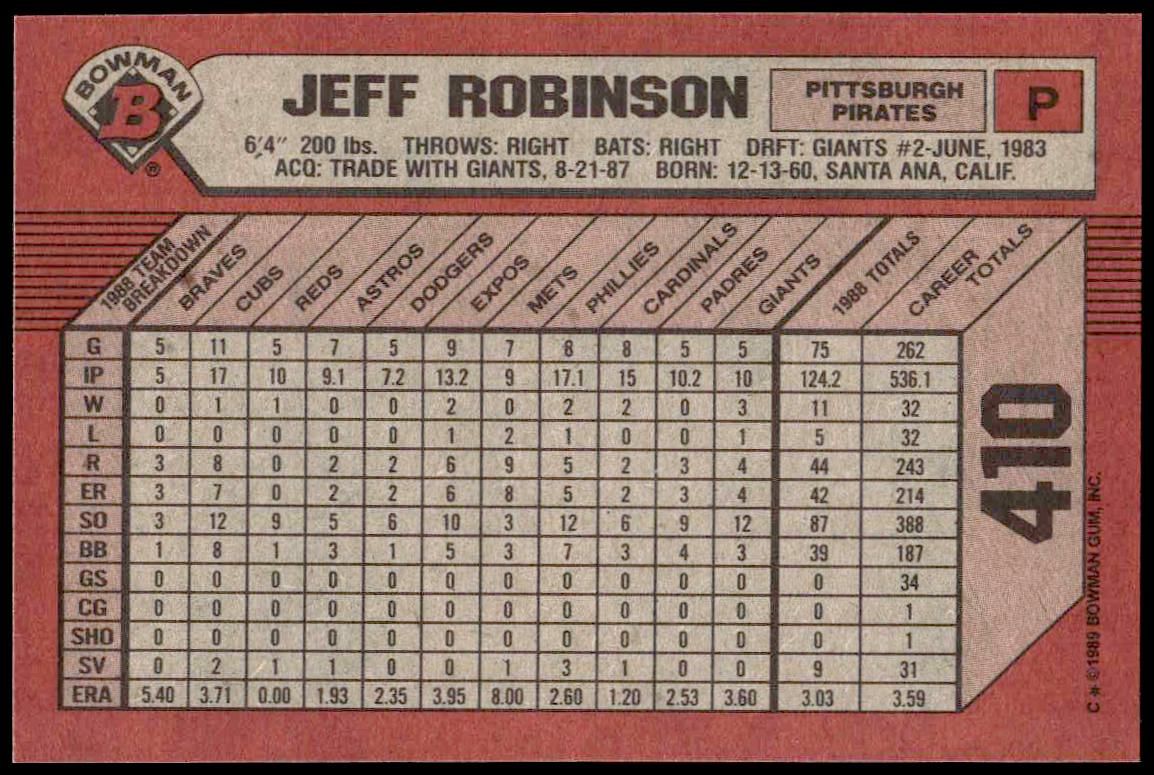 BOWMAN
B
®
JEFF ROBINSON
PITTSBURGH
PIRATES
P
6'4" 200 lbs. THROWS: RIGHT BATS: RIGHT DRFT: GIANTS #2-JUNE, 1983
ACQ: TRADE WITH GIANTS, 8-21-87 BORN: 12-13-60, SANTA ANA, CALIF.
1988 TEAM BREAKDOWN BRAVES CUBS REDS ASTROS DODGERS EXPOS METS PHILLIES CARDINALS PADRES GIANTS 1988 TOTALS CAREER TOTALS
G 5 11 5 7 5 9 7 8 8 5 5 75 262
IP 5 17 10 9.1 7.2 13.2 9 17.1 15 10.2 10 124.2 536.1
W 0 1 1 0 0 2 0 2 2 0 3 11 32
L 0 0 0 0 0 1 2 1 0 0 1 5 32
R 3 8 0 2 2 6 9 5 2 3 4 44 243
ER 3 7 0 2 2 6 8 5 2 3 4 42 214
SO 3 12 9 5 6 10 3 12 6 9 12 87 388
BB 1 8 1 3 1 5 3 7 3 4 3 39 187
GS 0 0 0 0 0 0 0 0 0 0 0 0 34
CG 0 0 0 0 0 0 0 0 0 0 0 0 1
SHO 0 0 0 0 0 0 0 0 0 0 0 0 1
SV 0 2 1 1 0 0 1 3 1 0 0 9 31
ERA 5.40 3.71 0.00 1.93 2.35 3.95 8.00 2.60 1.20 2.53 3.60 3.03 3.59
410
C * © 1989 BOWMAN GUM, INC.